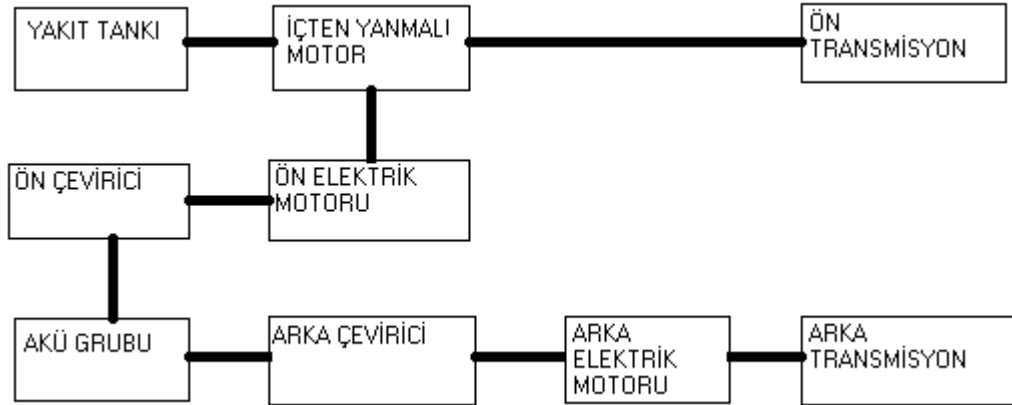 YAKIT TANKI
İÇTEN YANMALI
MOTOR
ÖN
TRANSMİSYON
ÖN ÇEVİRİCİ
ÖN ELEKTRİK
MOTORU
AKÜ GRUBU
ARKA ÇEVİRİCİ
ARKA
ELEKTRİK
MOTORU
ARKA
TRANSMİSYON